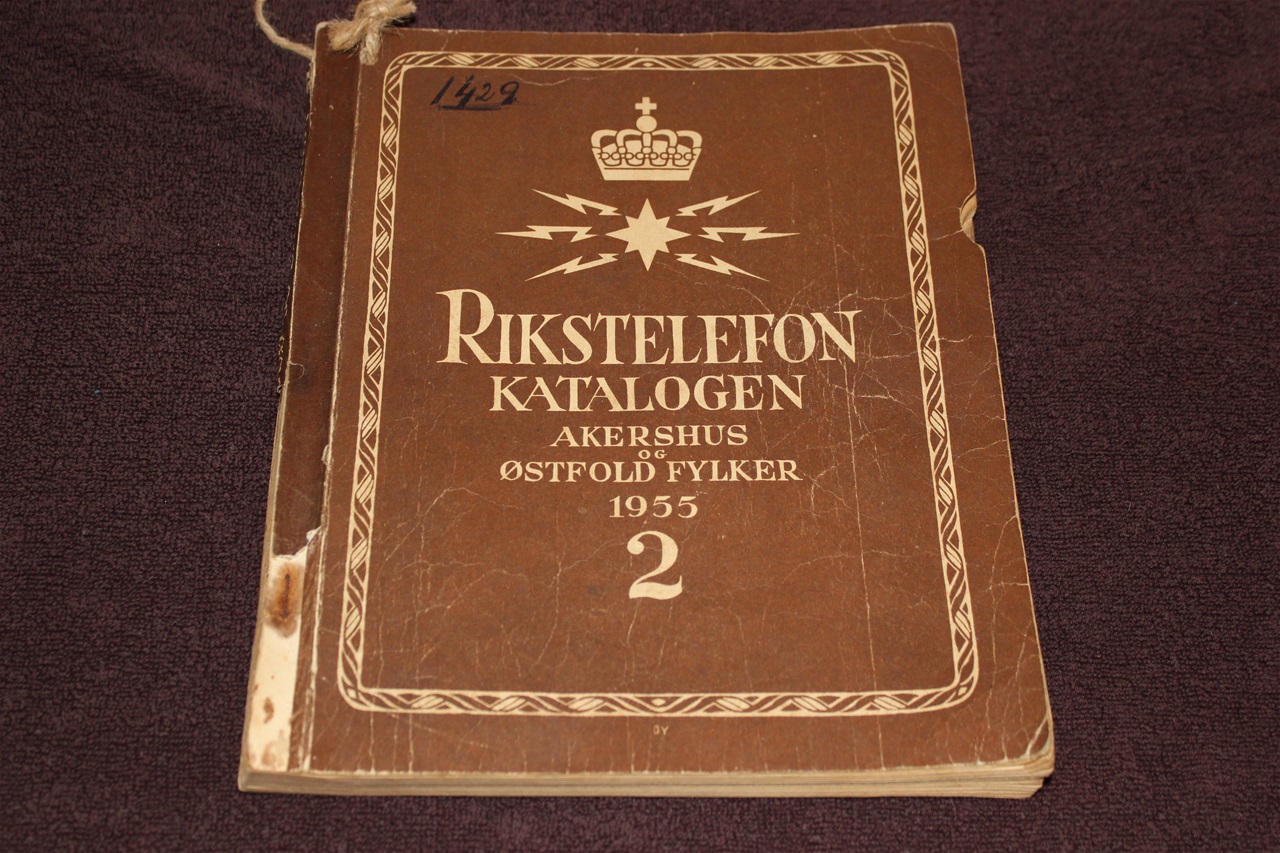 1429
RIKSTELEFON
KATALOGEN
AKERSHUS
OG
ØSTFOLD FYLKER
1955
2